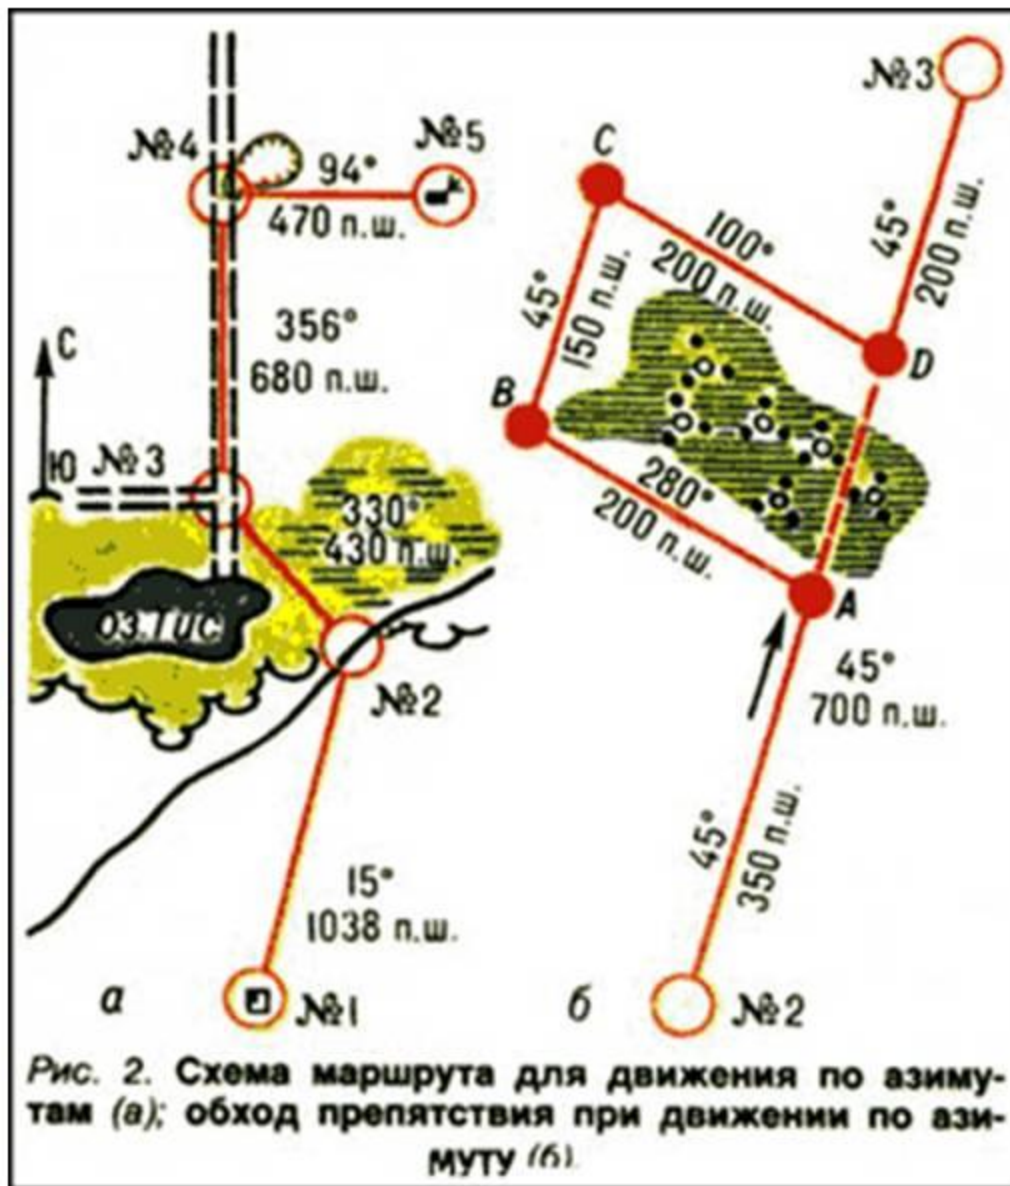 №4
94°
№5
470 п.ш.
356°
680 п.ш.
С
Ю
№3
330°
430 п.ш.
№2
15°
1038 п.ш.
а
№1
№3
С
45°
200 п.ш.
100°
200 п.ш.
45°
150 п.ш.
D
В
280°
200 п.ш.
А
45°
700 п.ш.
45°
350 п.ш.
б
№2
Рис. 2. Схема маршрута для движения по азиму-
там (а); обход препятствия при движении по ази-
муту (б).